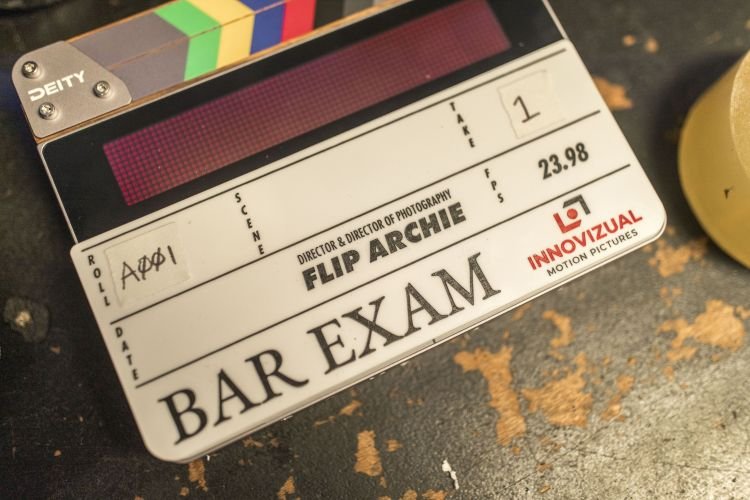 DEITY
TAKE
1
SCENE
FPS
23.98
ROLL
AØØ1
DIRECTOR & DIRECTOR OF PHOTOGRAPHY
FLIP ARCHIE
INNOVIZUAL
MOTION PICTURES
DATE
BAR EXAM